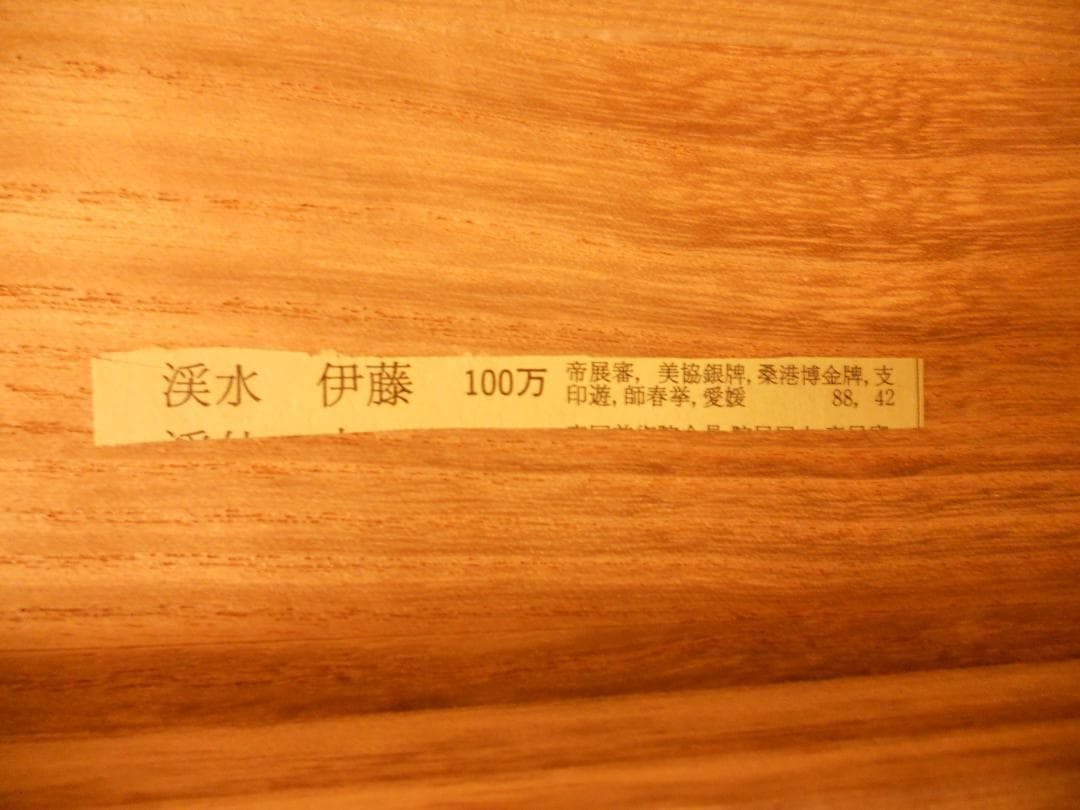 渓水 伊藤 100万 帝展審, 美協銀牌,桑港博金牌,支
印遊,師春挙,愛媛 88, 42